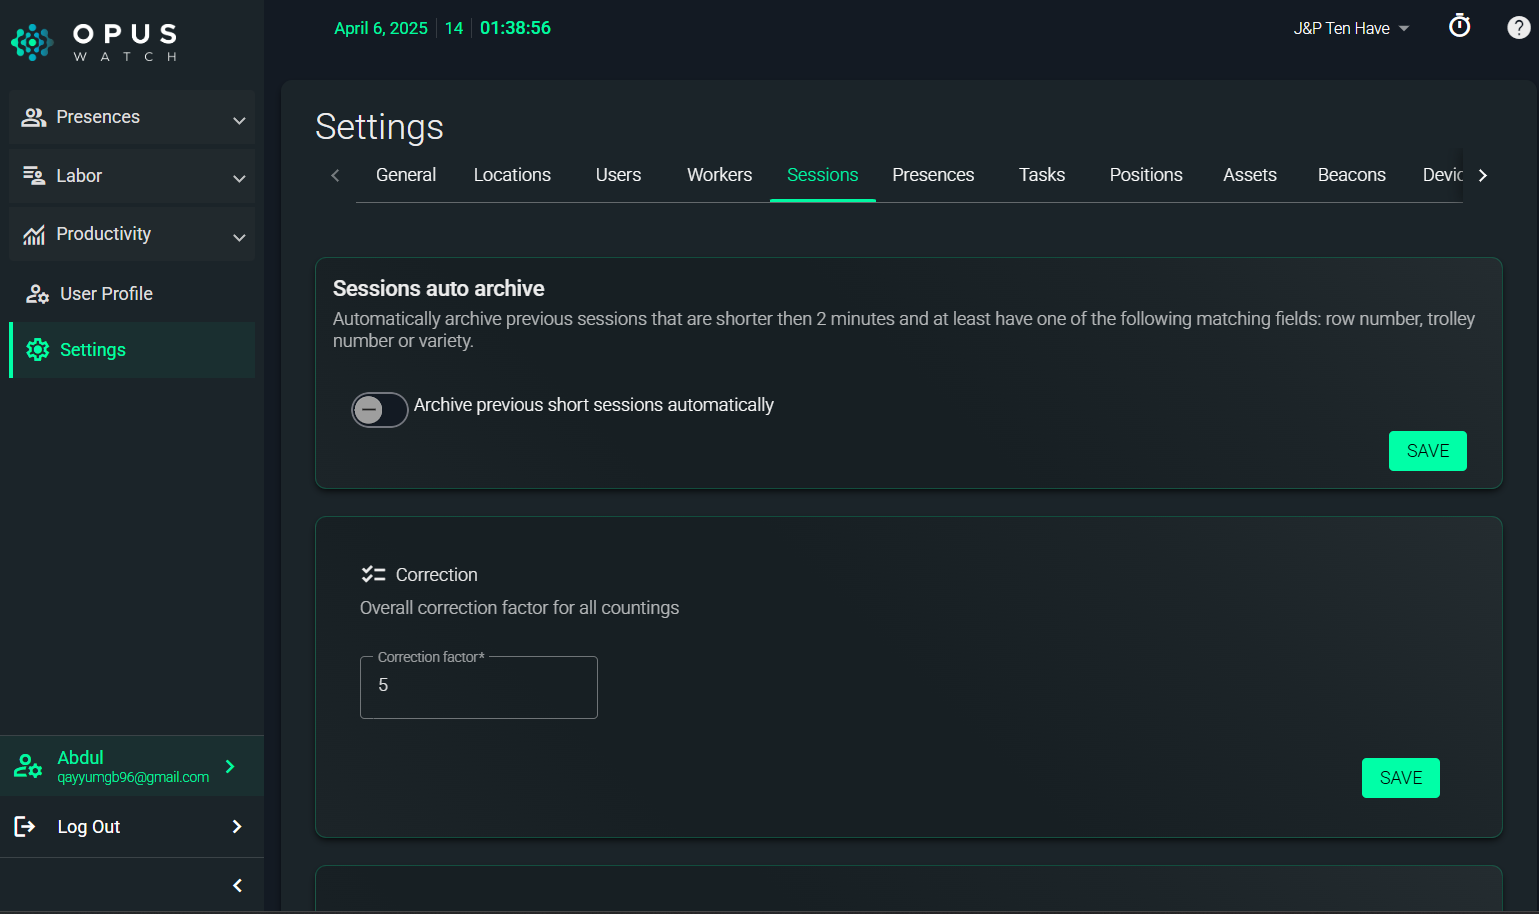 OPUS
WATCH
April 6, 2025 14 01:38:56
J&P Ten Have
?
Presences
Labor
Productivity
User Profile
Settings
Settings
General Locations Users Workers Sessions Presences Tasks Positions Assets Beacons Devic
Sessions auto archive
Automatically archive previous sessions that are shorter then 2 minutes and at least have one of the following matching fields: row number, trolley
number or variety.
Archive previous short sessions automatically
SAVE
Correction
Overall correction factor for all countings
Correction factor*
5
SAVE
Abdul
qayyumgb96@gmail.com
Log Out